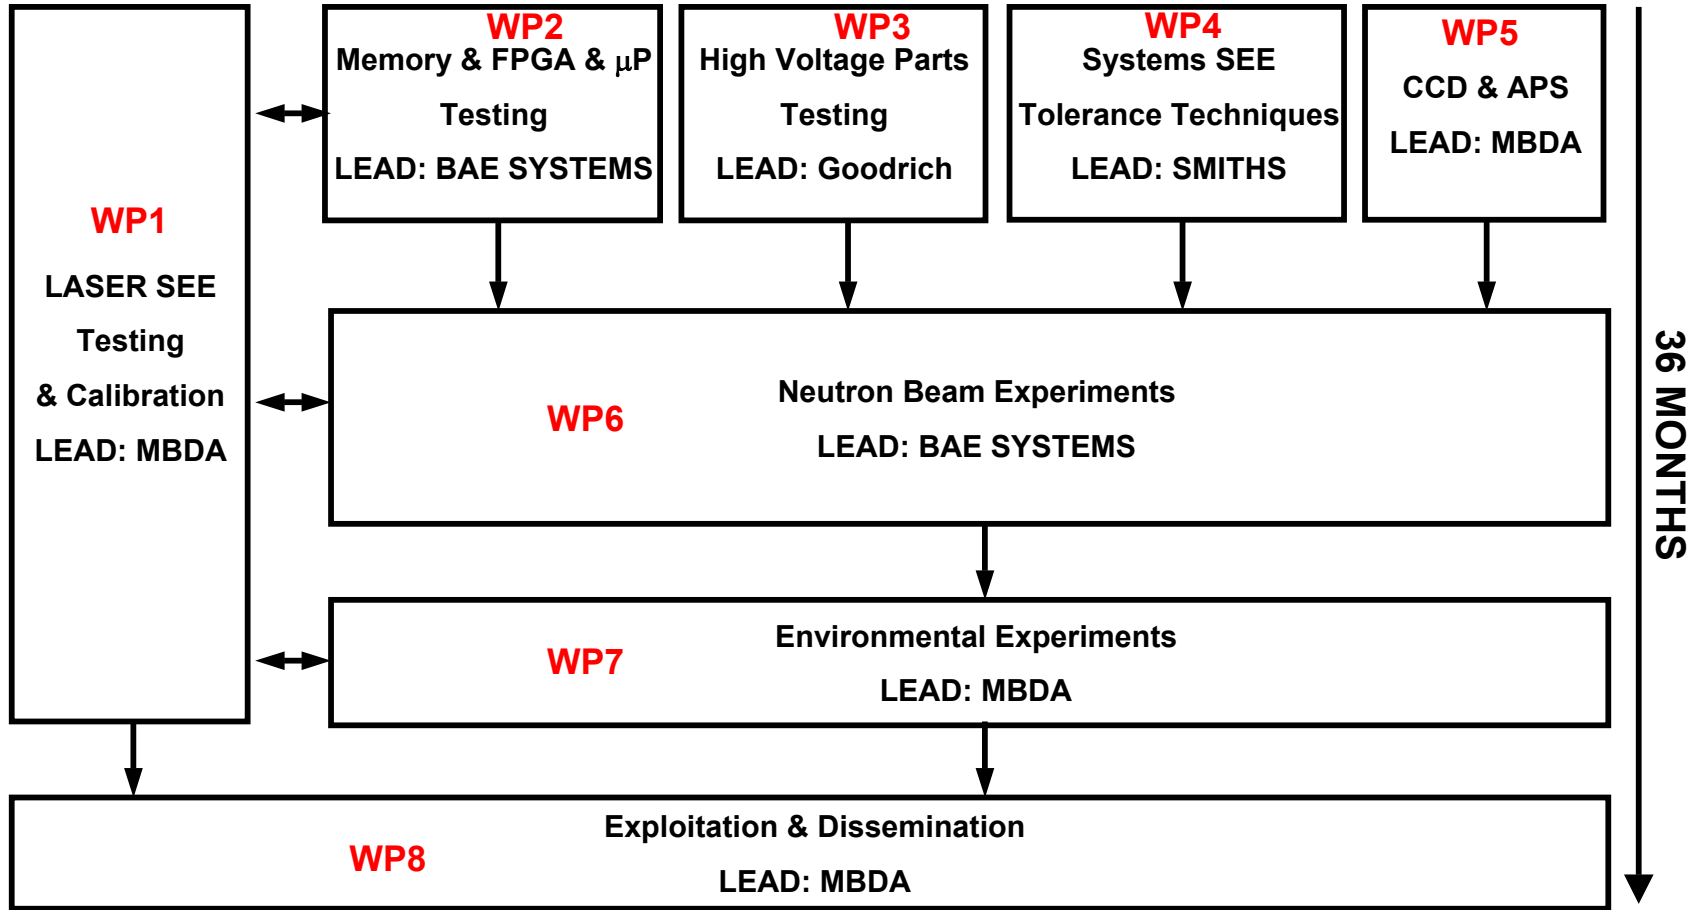 WP1
LASER SEE
Testing
& Calibration
LEAD: MBDA
WP2
Memory & FPGA & μP
Testing
LEAD: BAE SYSTEMS
WP3
High Voltage Parts
Testing
LEAD: Goodrich
WP4
Systems SEE
Tolerance Techniques
LEAD: SMITHS
WP5
CCD & APS
LEAD: MBDA
WP6
Neutron Beam Experiments
LEAD: BAE SYSTEMS
WP7
Environmental Experiments
LEAD: MBDA
WP8
Exploitation & Dissemination
LEAD: MBDA
36 MONTHS